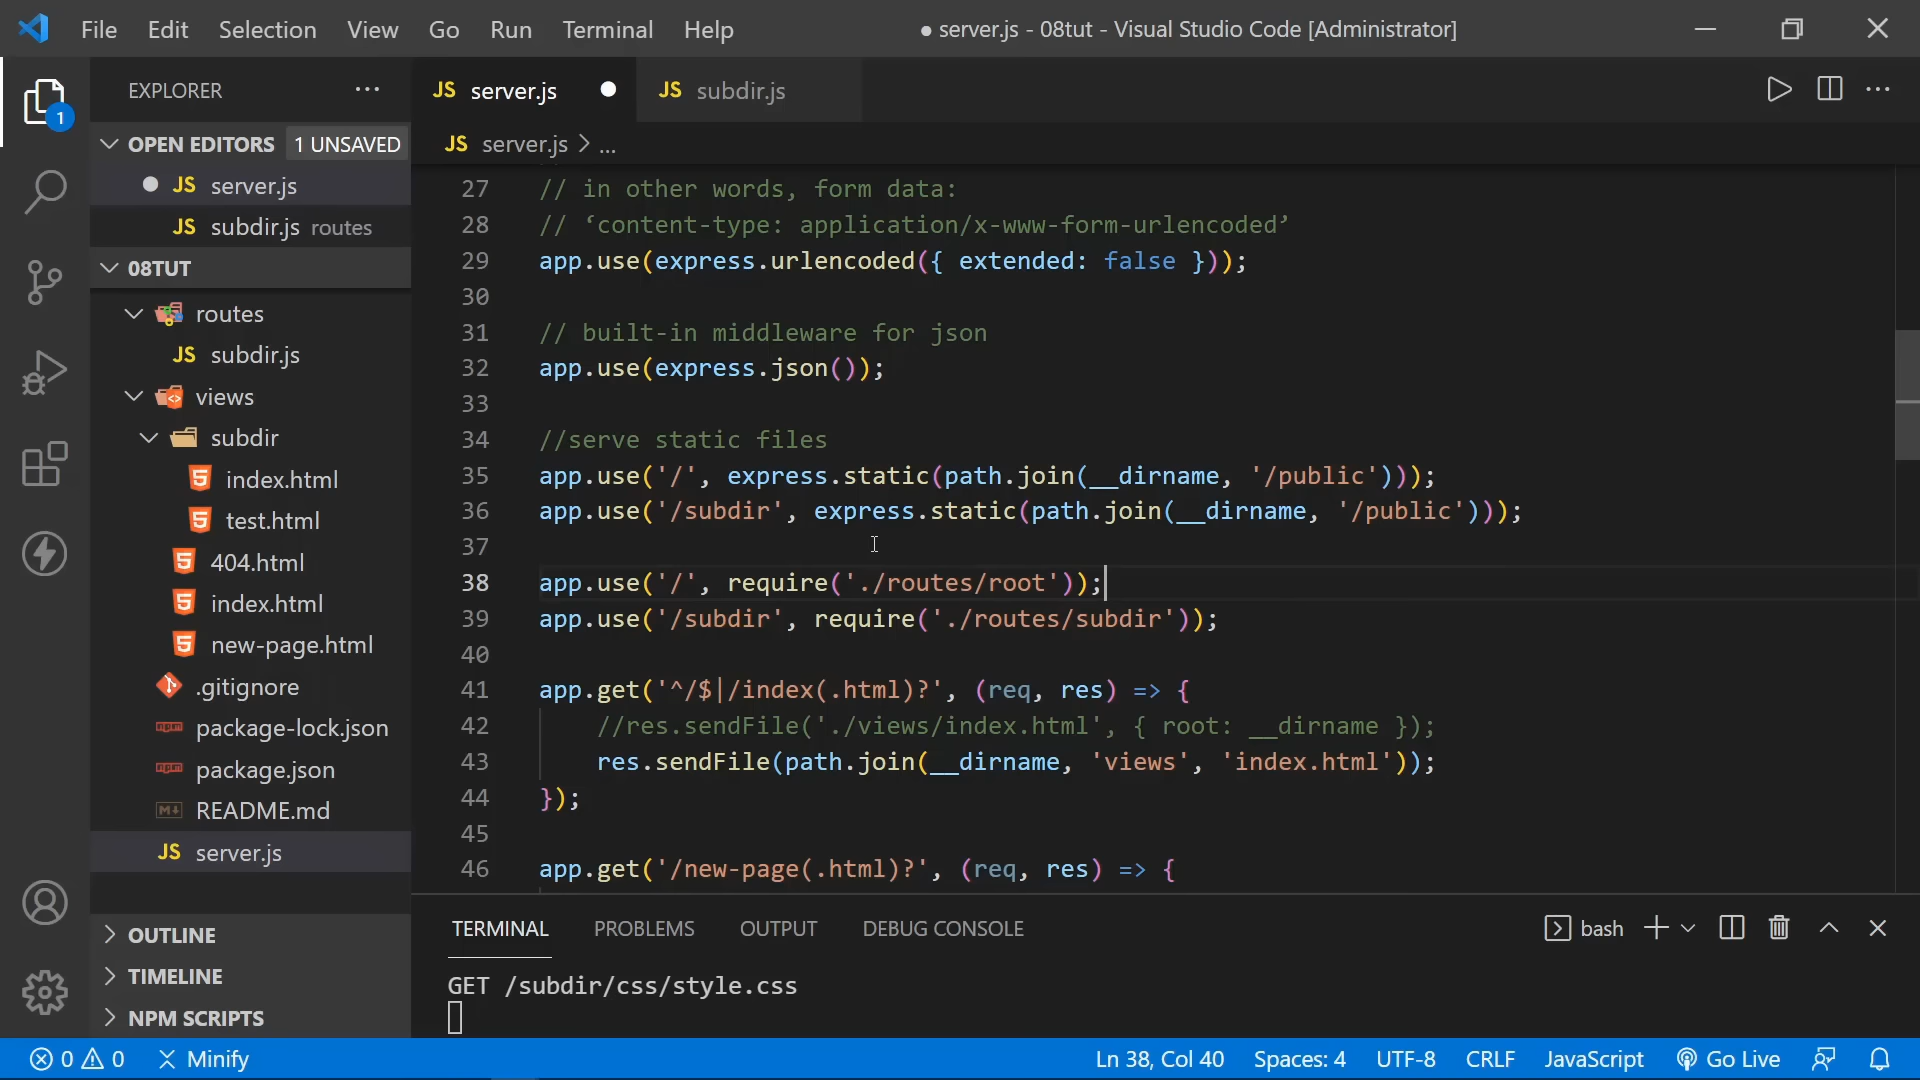 File Edit Selection View Go Run Terminal Help
● server.js - 08tut - Visual Studio Code [Administrator]
1
EXPLORER
OPEN EDITORS 1 UNSAVED
JS server.js
JS subdir.js routes
08TUT
routes
JS subdir.js
views
subdir
index.html
test.html
404.html
index.html
new-page.html
.gitignore
package-lock.json
package.json
README.md
JS server.js
OUTLINE
TIMELINE
NPM SCRIPTS
JS server.js
JS subdir.js
JS server.js > ...
27 // in other words, form data:
28 // ‘content-type: application/x-www-form-urlencoded’
29 app.use(express.urlencoded({ extended: false }));
30
31 // built-in middleware for json
32 app.use(express.json());
33
34 //serve static files
35 app.use('/', express.static(path.join(__dirname, '/public')));
36 app.use('/subdir', express.static(path.join(__dirname, '/public')));
37
38 app.use('/', require('./routes/root'));
39 app.use('/subdir', require('./routes/subdir'));
40
41 app.get('^/$|/index(.html)?', (req, res) => {
42 //res.sendFile('./views/index.html', { root: __dirname });
43 res.sendFile(path.join(__dirname, 'views', 'index.html'));
44 });
45
46 app.get('/new-page(.html)?', (req, res) => {
TERMINAL PROBLEMS OUTPUT DEBUG CONSOLE
bash
GET /subdir/css/style.css
0 0 Minify
Ln 38, Col 40 Spaces: 4 UTF-8 CRLF JavaScript Go Live